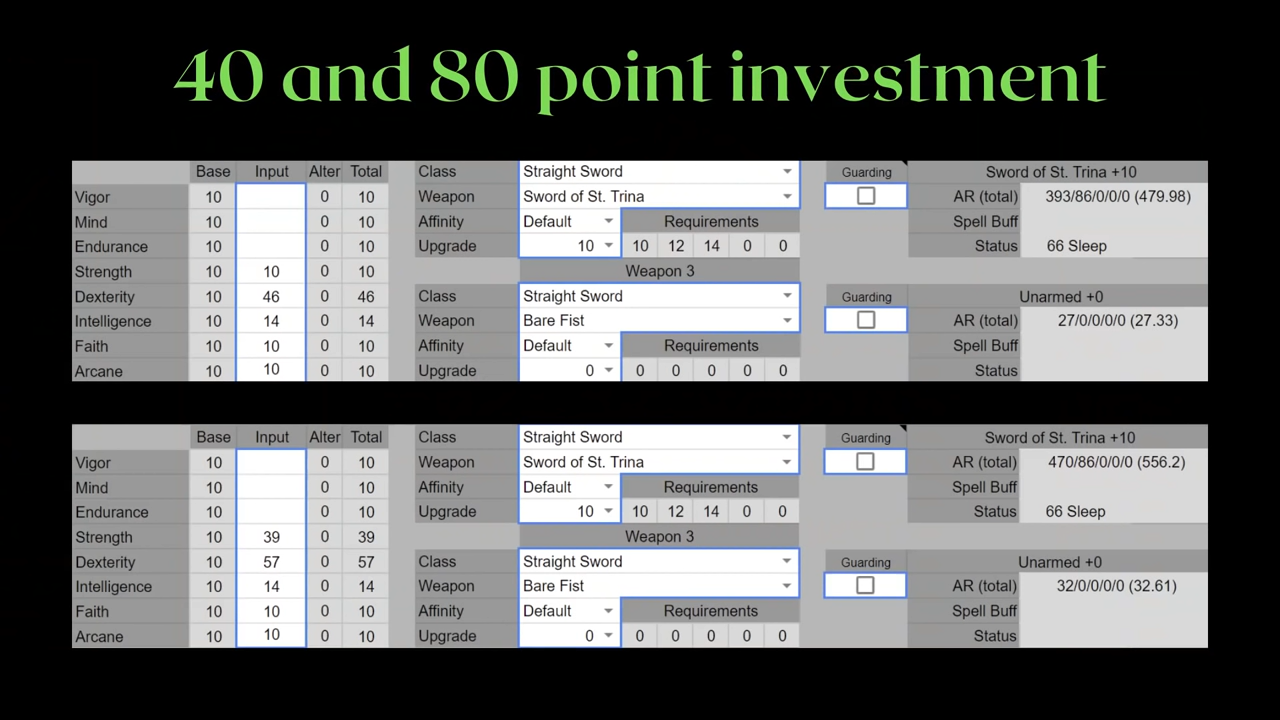 40 and 80 point investment
Base Input Alter Total Class Straight Sword Guarding Sword of St. Trina +10
Vigor 10 0 10 Weapon Sword of St. Trina AR (total) 393/86/0/0/0 (479.98)
Mind 10 0 10 Affinity Default Requirements Spell Buff
Endurance 10 0 10 Upgrade 10 10 12 14 0 0 Status 66 Sleep
Strength 10 10 0 10 Weapon 3
Dexterity 10 46 0 46 Class Straight Sword Guarding Unarmed +0
Intelligence 10 14 0 14 Weapon Bare Fist AR (total) 27/0/0/0/0 (27.33)
Faith 10 10 0 10 Affinity Default Requirements Spell Buff
Arcane 10 10 0 10 Upgrade 0 0 0 0 0 0 Status
Base Input Alter Total Class Straight Sword Guarding Sword of St. Trina +10
Vigor 10 0 10 Weapon Sword of St. Trina AR (total) 470/86/0/0/0 (556.2)
Mind 10 0 10 Affinity Default Requirements Spell Buff
Endurance 10 0 10 Upgrade 10 10 12 14 0 0 Status 66 Sleep
Strength 10 39 0 39 Weapon 3
Dexterity 10 57 0 57 Class Straight Sword Guarding Unarmed +0
Intelligence 10 14 0 14 Weapon Bare Fist AR (total) 32/0/0/0/0 (32.61)
Faith 10 10 0 10 Affinity Default Requirements Spell Buff
Arcane 10 10 0 10 Upgrade 0 0 0 0 0 0 Status